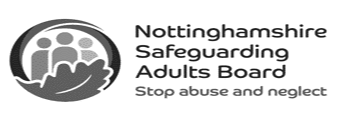 Nottinghamshire
Safeguarding
Adults Board
Stop abuse and neglect